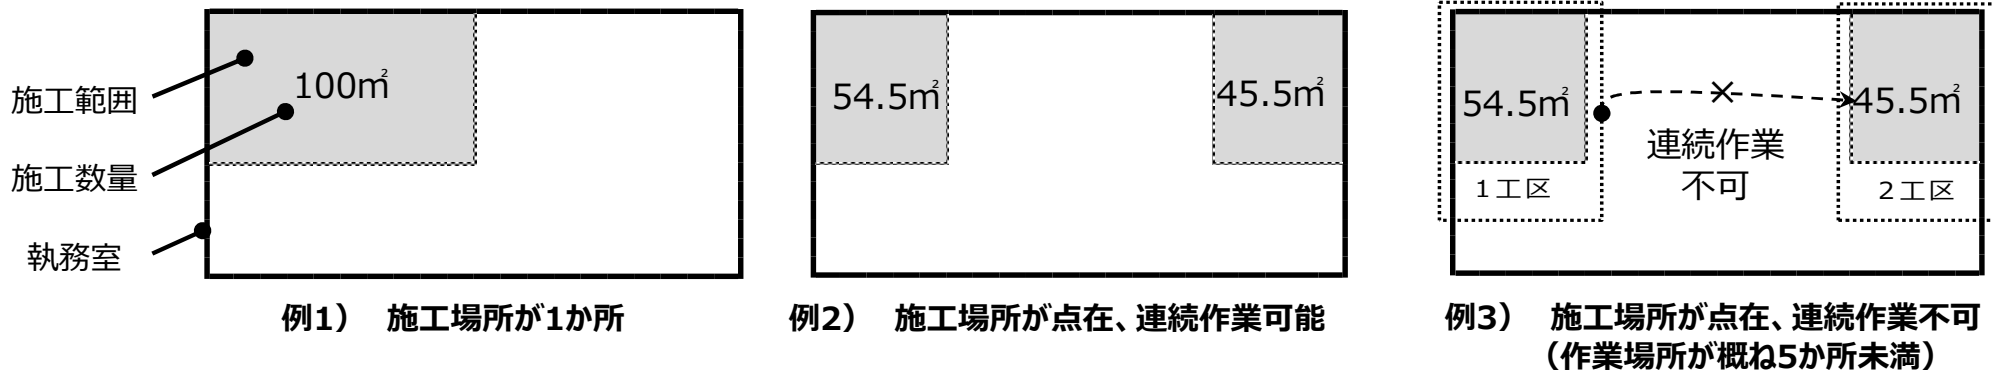 施工範囲
施工数量
執務室
100㎡
例1） 施工場所が1か所
54.5㎡
45.5㎡
例2） 施工場所が点在、連続作業可能
54.5㎡
45.5㎡
連続作業
不可
１工区
２工区
例3） 施工場所が点在、連続作業不可
（作業場所が概ね5か所未満）